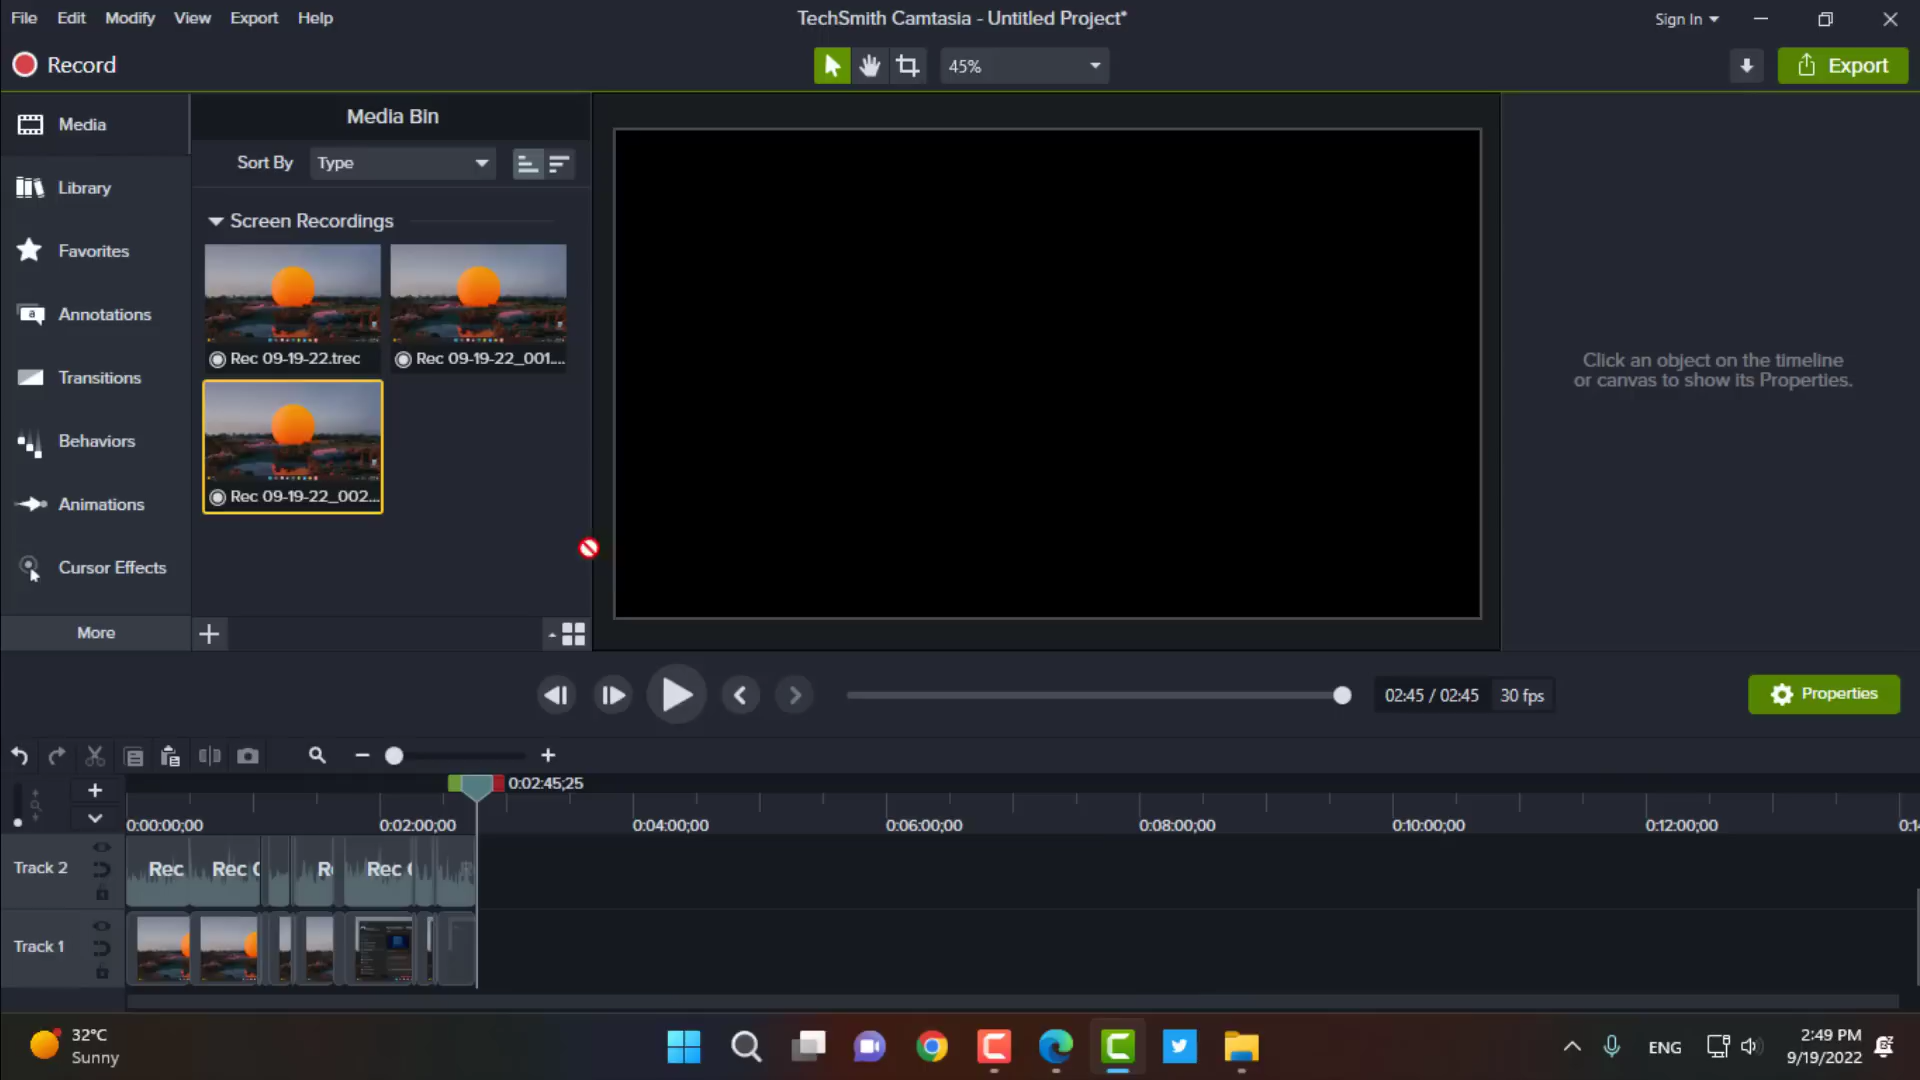 File Edit Modify View Export Help
TechSmith Camtasia - Untitled Project*
Sign In
Record
45%
Export
Media
Library
Favorites
Annotations
Transitions
Behaviors
Animations
Cursor Effects
More
Media Bin
Sort By Type
Screen Recordings
Rec 09-19-22.trec
Rec 09-19-22_001....
Rec 09-19-22_002...
Click an object on the timeline
or canvas to show its Properties.
02:45 / 02:45 30 fps
Properties
0:02:45;25
0:00:00;00 0:02:00;00 0:04:00;00 0:06:00;00 0:08:00;00 0:10:00;00 0:12:00;00 0:1
Track 2
Rec Rec Rec
Track 1
32°C
Sunny
ENG
2:49 PM
9/19/2022